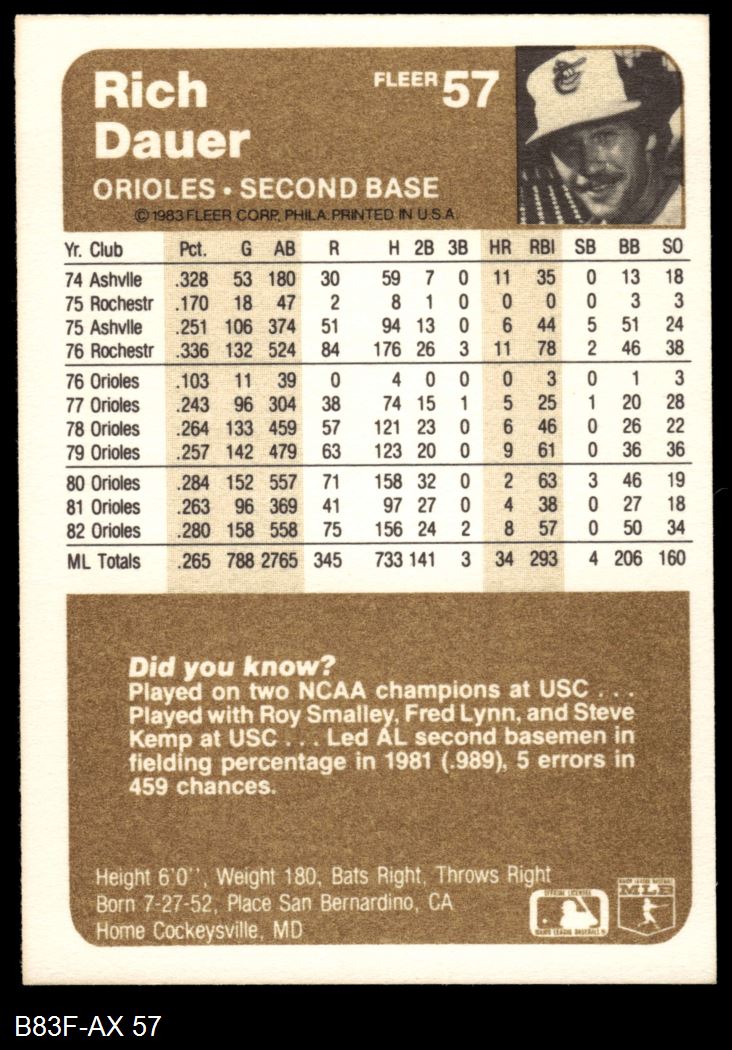 Rich
Dauer
FLEER 57
ORIOLES • SECOND BASE
© 1983 FLEER CORP. PHILA. PRINTED IN U.S.A.
Yr. Club Pct. G AB R H 2B 3B HR RBI SB BB SO
74 Ashvlle .328 53 180 30 59 7 0 11 35 0 13 18
75 Rochestr .170 18 47 2 8 1 0 0 0 0 3 3
75 Ashvlle .251 106 374 51 94 13 0 6 44 5 51 24
76 Rochestr .336 132 524 84 176 26 3 11 78 2 46 38
76 Orioles .103 11 39 0 4 0 0 0 3 0 1 3
77 Orioles .243 96 304 38 74 15 1 5 25 1 20 28
78 Orioles .264 133 459 57 121 23 0 6 46 0 26 22
79 Orioles .257 142 479 63 123 20 0 9 61 0 36 36
80 Orioles .284 152 557 71 158 32 0 2 63 3 46 19
81 Orioles .263 96 369 41 97 27 0 4 38 0 27 18
82 Orioles .280 158 558 75 156 24 2 8 57 0 50 34
ML Totals .265 788 2765 345 733 141 3 34 293 4 206 160
Did you know?
Played on two NCAA champions at USC . . .
Played with Roy Smalley, Fred Lynn, and Steve
Kemp at USC . . . Led AL second basemen in
fielding percentage in 1981 (.989), 5 errors in
459 chances.
Height 6'0'', Weight 180, Bats Right, Throws Right
Born 7-27-52, Place San Bernardino, CA
Home Cockeysville, MD
OFFICIAL LICENSEE
MAJOR LEAGUE BASEBALL
MAJOR LEAGUE BASEBALL
MLB
B83F-AX 57